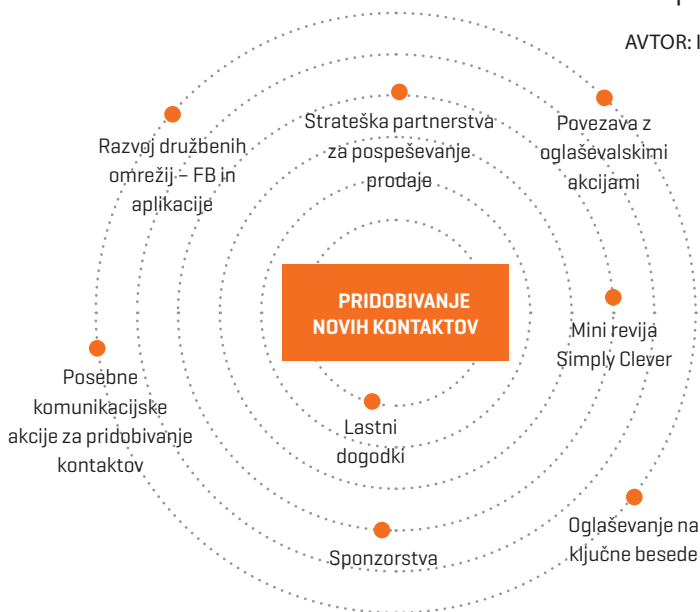 AVTOR: I
Strateška partnerstva
za pospeševanje
prodaje
Povezava z
oglaševalskimi
akcijami
Razvoj družbenih
omrežij – FB in
aplikacije
PRIDOBIVANJE
NOVIH KONTAKTOV
Mini revija
Simply Clever
Posebne
komunikacijske
akcije za pridobivanje
kontaktov
Lastni
dogodki
Sponzorstva
Oglaševanje na
ključne besede